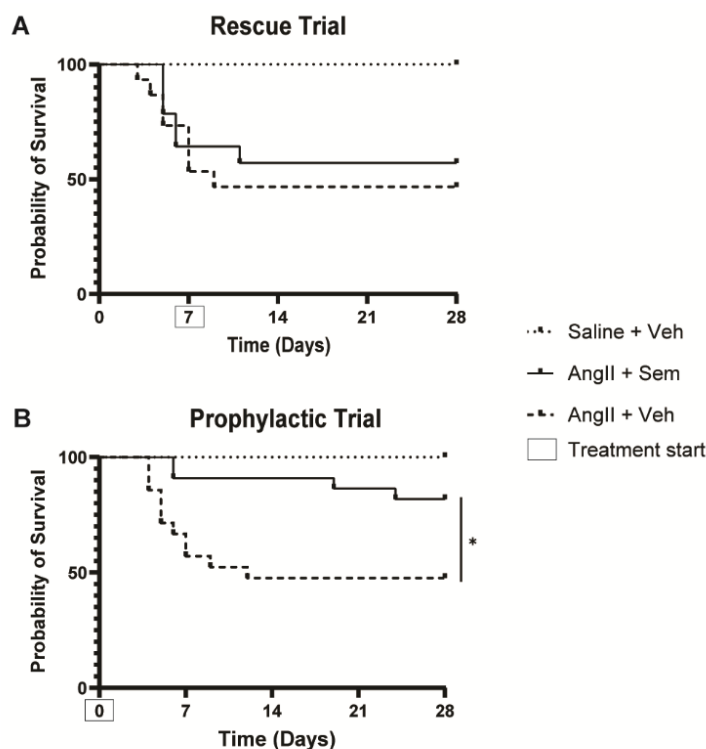 A
Rescue Trial
Probability of Survival
100
50
0
0 7 14 21 28
Time (Days)
Saline + Veh
AngII + Sem
AngII + Veh
Treatment start
B
Prophylactic Trial
Probability of Survival
100
50
0
*
0 7 14 21 28
Time (Days)